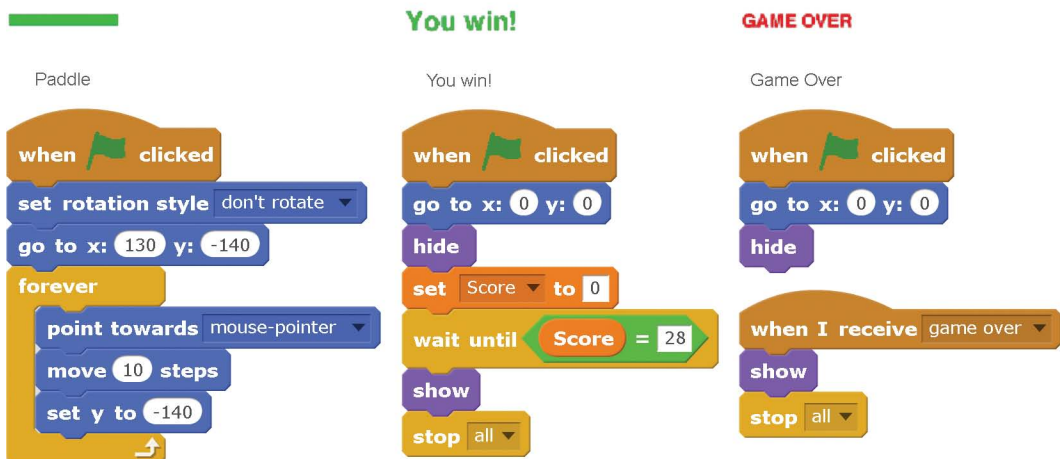 You win!
GAME OVER
Paddle
You win!
Game Over
when clicked
set rotation style don't rotate
go to x: 130 y: -140
forever
point towards mouse-pointer
move 10 steps
set y to -140
when clicked
go to x: 0 y: 0
hide
set Score to 0
wait until Score = 28
show
stop all
when clicked
go to x: 0 y: 0
hide
when I receive game over
show
stop all